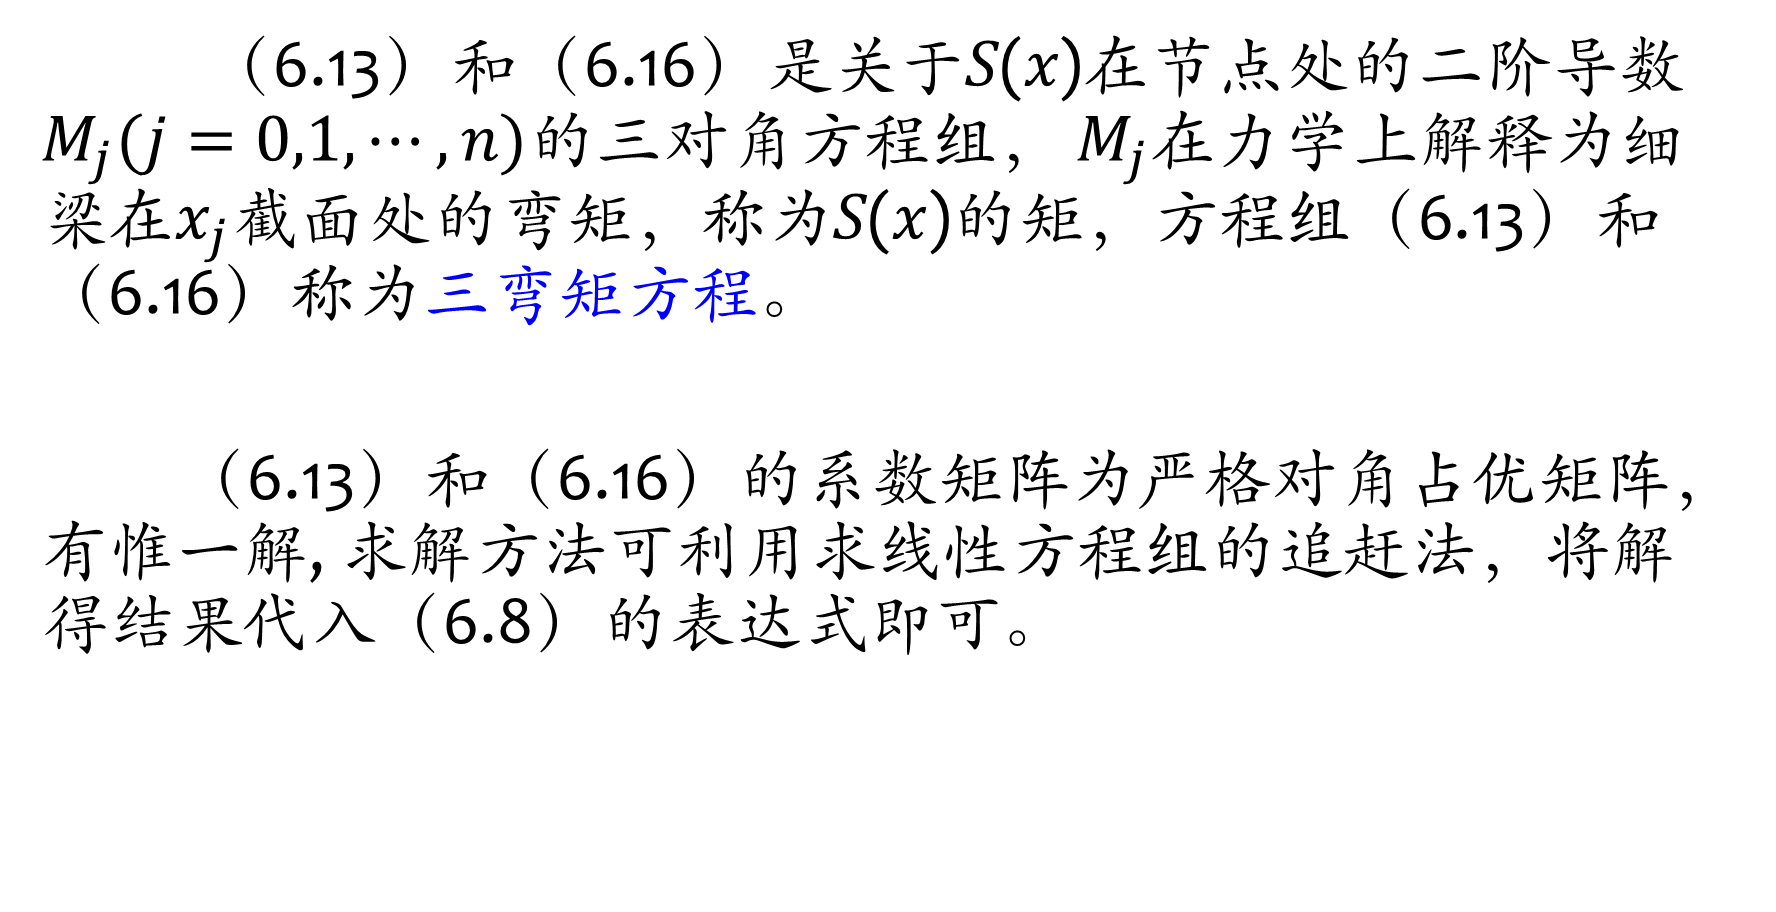 （6.13）和（6.16）是关于S(x)在节点处的二阶导数
M_j(j = 0,1,⋯,n)的三对角方程组，M_j在力学上解释为细
梁在x_j截面处的弯矩，称为S(x)的矩，方程组（6.13）和
（6.16）称为三弯矩方程。
（6.13）和（6.16）的系数矩阵为严格对角占优矩阵，
有惟一解, 求解方法可利用求线性方程组的追赶法，将解
得结果代入（6.8）的表达式即可。